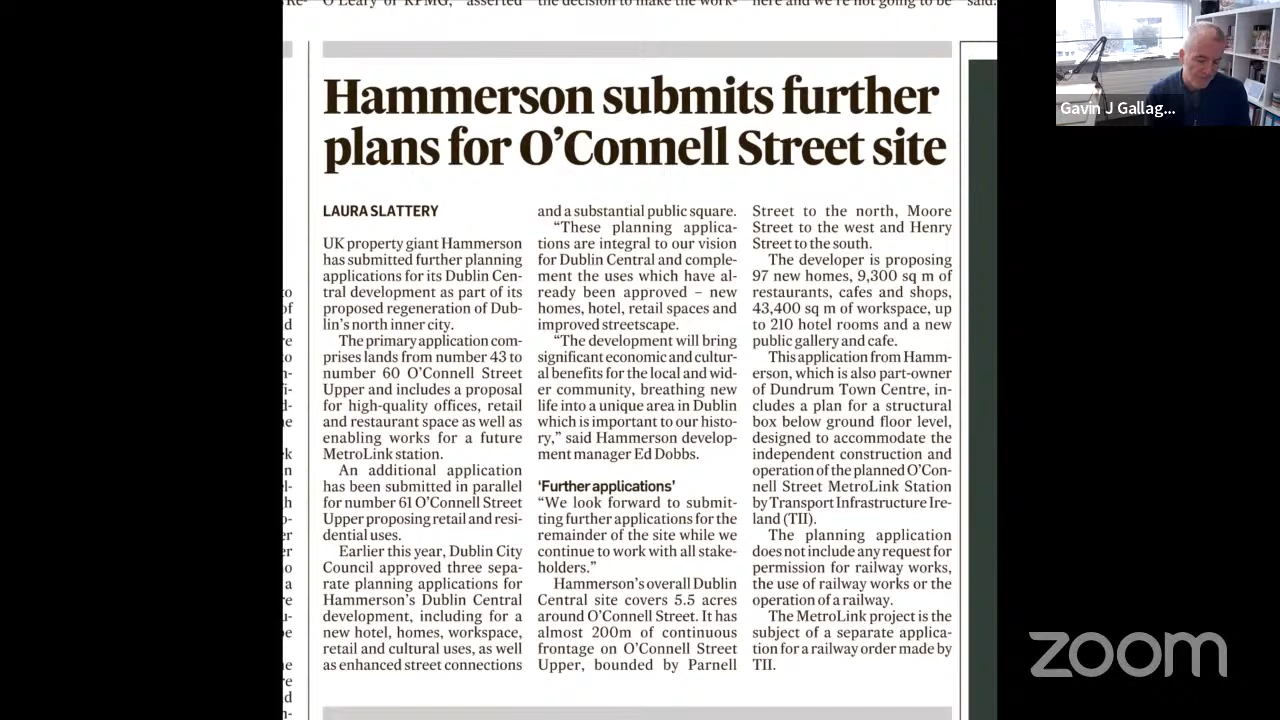 O'Leary of KPMG, asserted
the decision to make the work-
here and we're not going to be
said.
Hammerson submits further
plans for O'Connell Street site
LAURA SLATTERY
UK property giant Hammerson
has submitted further planning
applications for its Dublin Cen-
tral development as part of its
proposed regeneration of Dub-
lin's north inner city.
The primary application com-
prises lands from number 43 to
number 60 O'Connell Street
Upper and includes a proposal
for high-quality offices, retail
and restaurant space as well as
enabling works for a future
MetroLink station.
An additional application
has been submitted in parallel
for number 61 O'Connell Street
Upper proposing retail and resi-
dential uses.
Earlier this year, Dublin City
Council approved three sepa-
rate planning applications for
Hammerson's Dublin Central
development, including for a
new hotel, homes, workspace,
retail and cultural uses, as well
as enhanced street connections
and a substantial public square.
"These planning applica-
tions are integral to our vision
for Dublin Central and comple-
ment the uses which have al-
ready been approved – new
homes, hotel, retail spaces and
improved streetscape.
"The development will bring
significant economic and cultur-
al benefits for the local and wid-
er community, breathing new
life into a unique area in Dublin
which is important to our histo-
ry," said Hammerson develop-
ment manager Ed Dobbs.
'Further applications'
"We look forward to submit-
ting further applications for the
remainder of the site while we
continue to work with all stake-
holders."
Hammerson's overall Dublin
Central site covers 5.5 acres
around O'Connell Street. It has
almost 200m of continuous
frontage on O'Connell Street
Upper, bounded by Parnell
Street to the north, Moore
Street to the west and Henry
Street to the south.
The developer is proposing
97 new homes, 9,300 sq m of
restaurants, cafes and shops,
43,400 sq m of workspace, up
to 210 hotel rooms and a new
public gallery and cafe.
This application from Hamm-
erson, which is also part-owner
of Dundrum Town Centre, in-
cludes a plan for a structural
box below ground floor level,
designed to accommodate the
independent construction and
operation of the planned O'Con-
nell Street MetroLink Station
by Transport Infrastructure Ire-
land (TII).
The planning application
does not include any request for
permission for railway works,
the use of railway works or the
operation of a railway.
The MetroLink project is the
subject of a separate applica-
tion for a railway order made by
TII.
Gavin J Gallag...
zoom